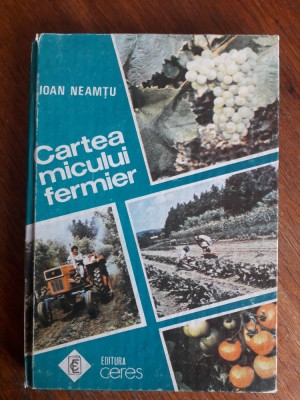 IOAN NEAMȚU
Cartea
micului
fermier
EDITURA
ceres